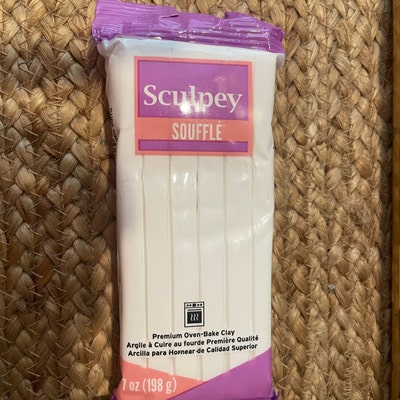 Sculpey
SOUFFLÉ
Premium Oven-Bake Clay
Argile à Cuire au fourde Première Qualité
Arcilla para Hornear de Calidad Superior
7 oz (198 g)